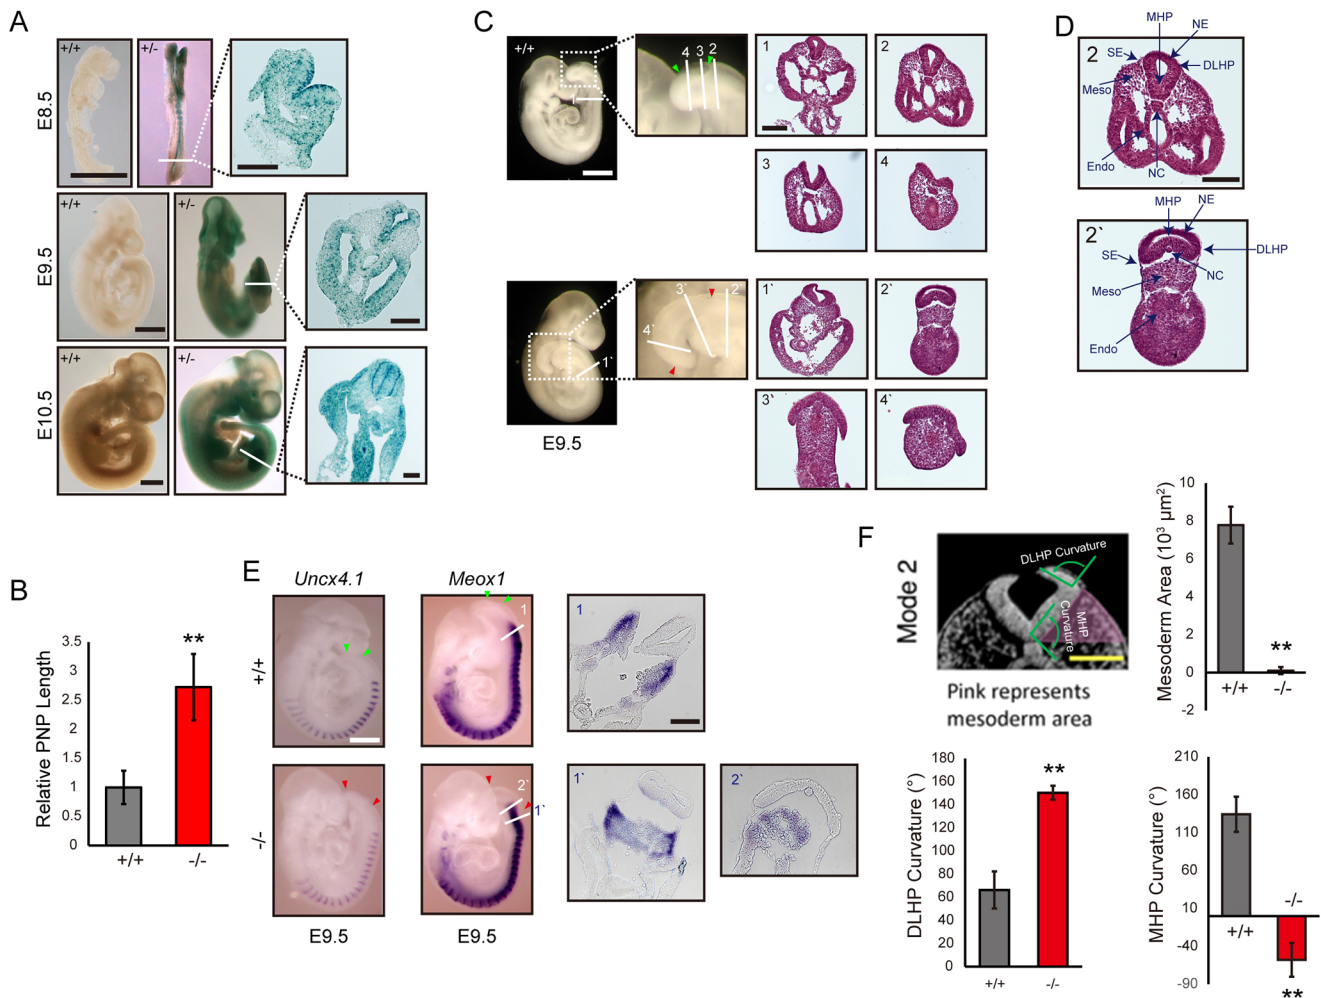 A
+/+
+/-
E8.5
+/+
+/-
E9.5
+/+
+/-
E10.5
B
Relative PNP Length
3.5
3
2.5
2
1.5
1
0.5
0
**
+/+
-/-
C
+/+
4
3
2
1
1
2
3
4
3`
2`
4`
1`
1`
2`
3`
4`
E9.5
D
2
MHP
NE
SE
DLHP
Meso
Endo
NC
2`
MHP
NE
SE
DLHP
NC
Meso
Endo
E
Uncx4.1
Meox1
+/+
1
1
-/-
2`
1`
1`
2`
E9.5
E9.5
F
Mode 2
DLHP Curvature
MHP
Curvature
Pink represents
mesoderm area
Mesoderm Area (10³ µm²)
10
8
6
4
2
0
-2
**
+/+
-/-
DLHP Curvature (°)
180
160
140
120
100
80
60
40
20
0
**
+/+
-/-
MHP Curvature (°)
210
160
110
60
10
-40
-90
-/-
+/+
**